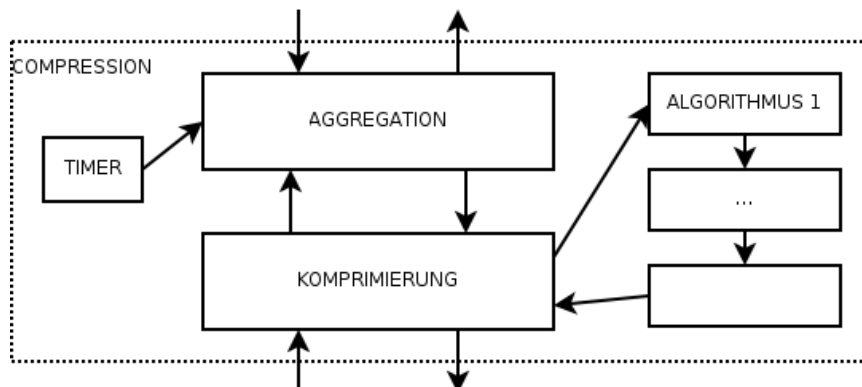 COMPRESSION
AGGREGATION
ALGORITHMUS 1
TIMER
...
KOMPRIMIERUNG